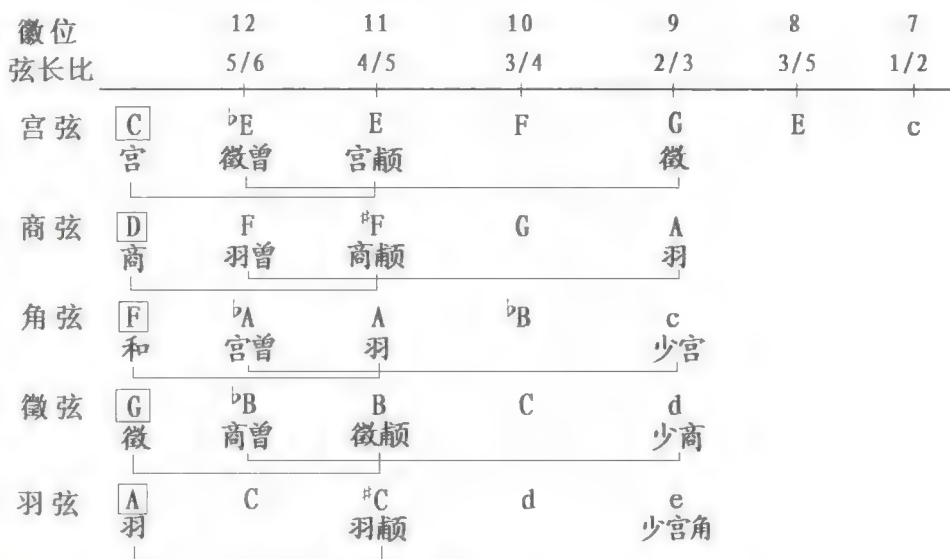 徽位 12 11 10 9 8 7
弦长比 5/6 4/5 3/4 2/3 3/5 1/2
宫弦 C ♭E E F G E c
宫 徵曾 宫颠 徵
商弦 D F ♯F G A
商 羽曾 商颠 羽
角弦 F ♭A A ♭B c
和 宫曾 羽 少宫
徵弦 G ♭B B C d
徵 商曾 徵颠 少商
羽弦 A C ♯C d e
羽 羽颠 少宫角